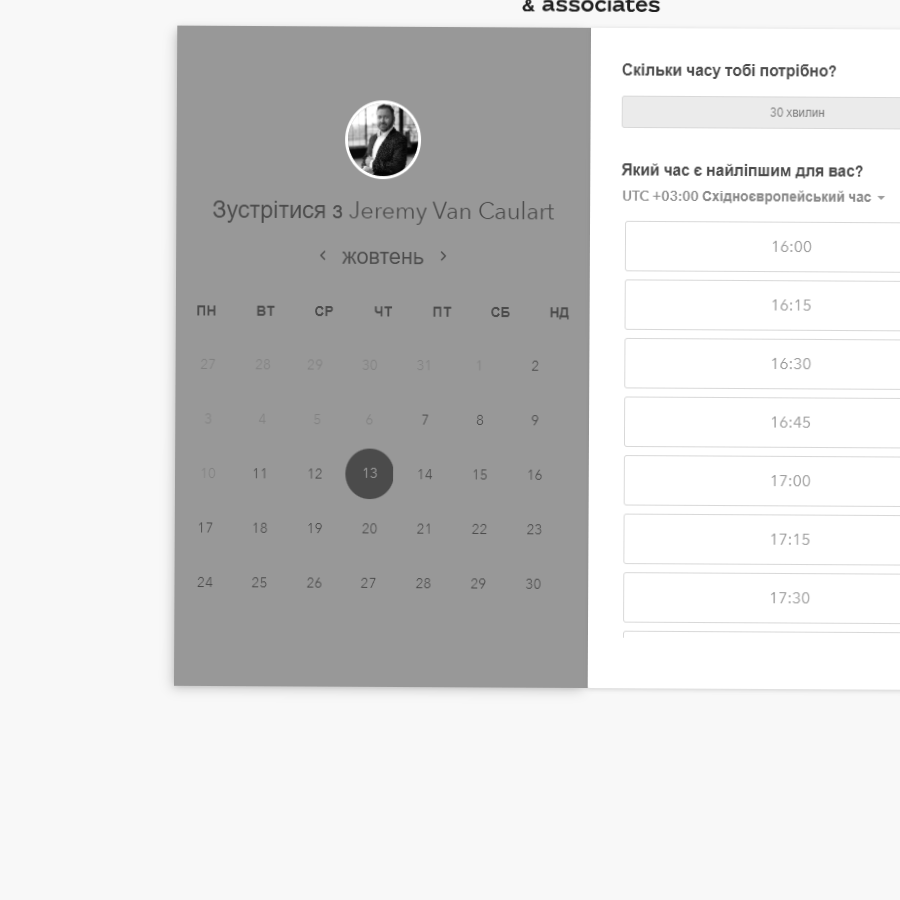 & associates
Зустрітися з Jeremy Van Caulart
жовтень
ПН ВТ СР ЧТ ПТ СБ НД
27 28 29 30 31 1 2
3 4 5 6 7 8 9
10 11 12 13 14 15 16
17 18 19 20 21 22 23
24 25 26 27 28 29 30
Скільки часу тобі потрібно?
30 хвилин
Який час є найліпшим для вас?
UTC +03:00 Східноєвропейський час
16:00
16:15
16:30
16:45
17:00
17:15
17:30